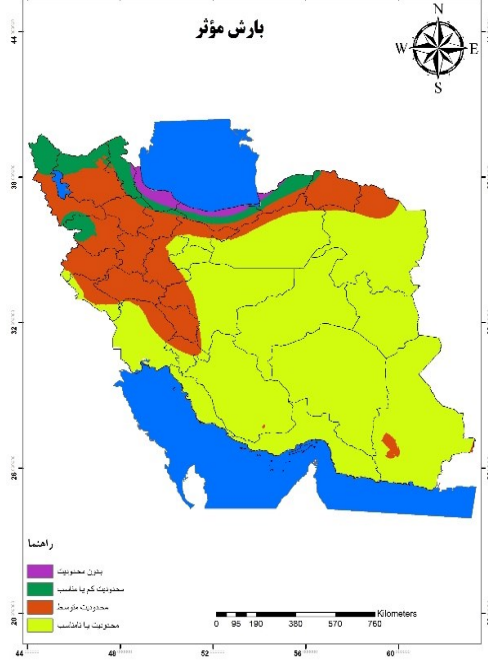 بارش مؤثر
N
W E
S
44
38
32
26
20
راهنما
بدون محدودیت
محدودیت کم یا مناسب
محدودیت متوسط
محدودیت یا نامناسب
Kilometers
0 95 190 380 570 760
44 48 52 56 60